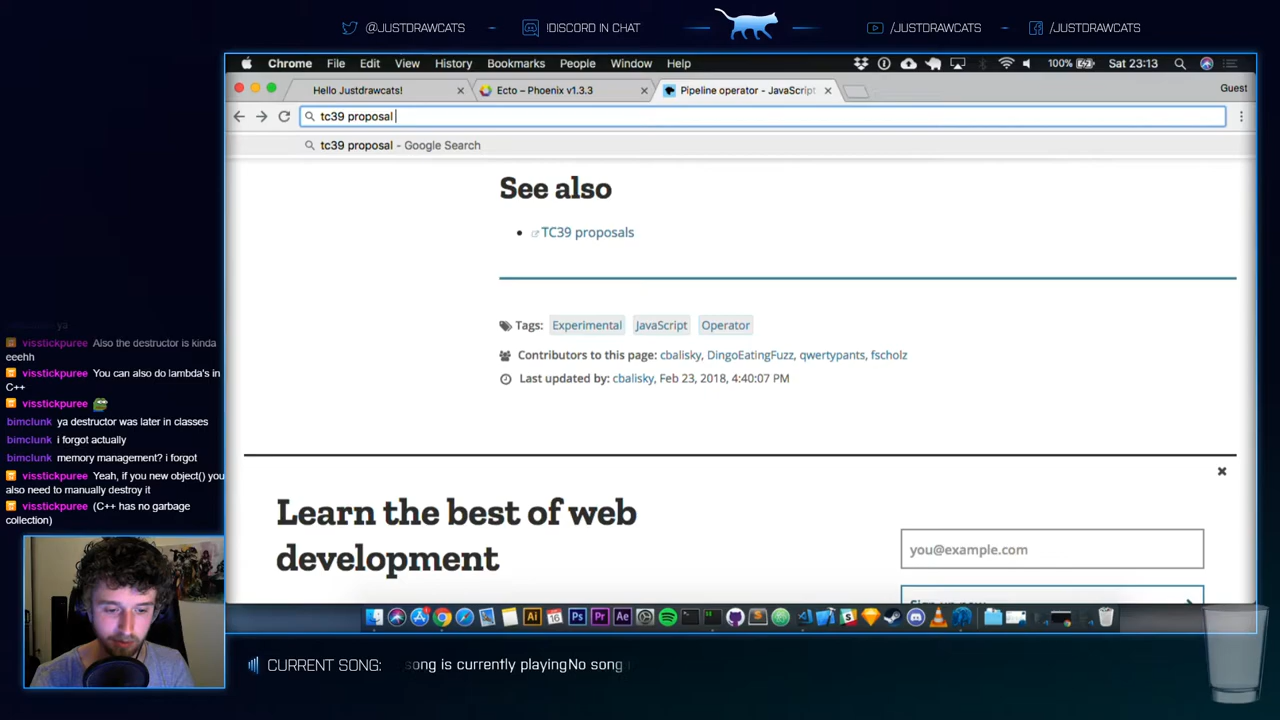 @JUSTDRAWCATS
!DISCORD IN CHAT
/JUSTDRAWCATS
/JUSTDRAWCATS
Chrome File Edit View History Bookmarks People Window Help
100% Sat 23:13
Hello Justdrawcats!
Ecto – Phoenix v1.3.3
Pipeline operator - JavaScript
Guest
tc39 proposal
tc39 proposal - Google Search
See also
TC39 proposals
Tags: Experimental JavaScript Operator
Contributors to this page: cbalisky, DingoEatingFuzz, qwertypants, fscholz
Last updated by: cbalisky, Feb 23, 2018, 4:40:07 PM
Learn the best of web
development
you@example.com
ya
visstickpuree Also the destructor is kinda
eeehh
visstickpuree You can also do lambda's in
C++
visstickpuree
bimclunk ya destructor was later in classes
bimclunk i forgot actually
bimclunk memory management? i forgot
visstickpuree Yeah, if you new object() you
also need to manually destroy it
visstickpuree (C++ has no garbage
collection)
CURRENT SONG:
song is currently playingNo song